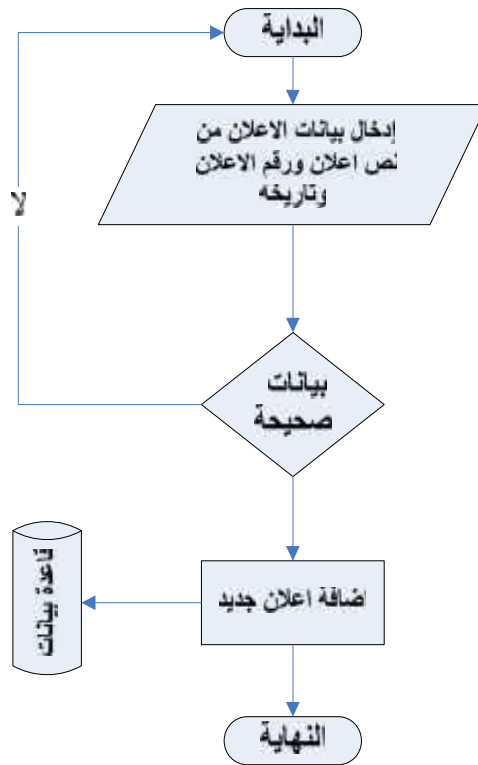 البداية
إدخال بيانات الاعلان من
نص اعلان ورقم الاعلان
وتاريخه
لا
بيانات
صحيحة
اضافة اعلان جديد
قاعدة بيانات
النهاية